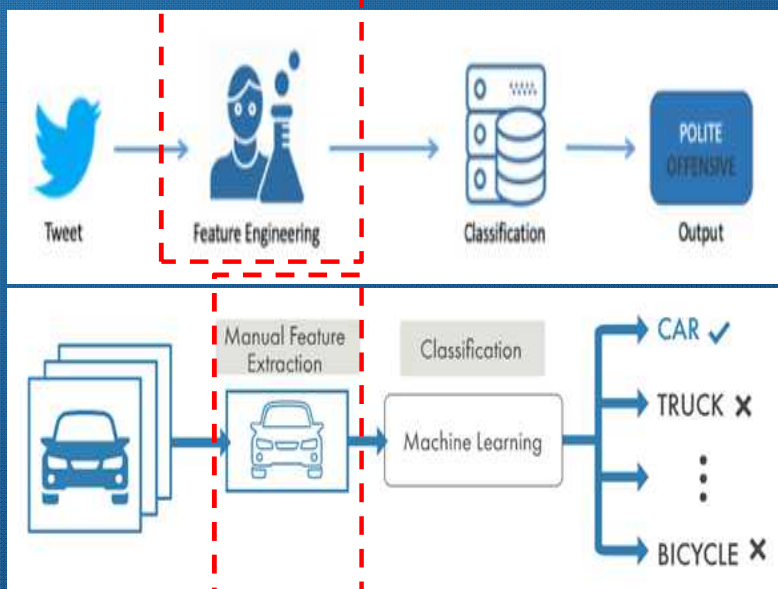 Tweet
Feature Engineering
Classification
POLITE
OFFENSIVE
Output
Manual Feature
Extraction
Classification
Machine Learning
CAR
TRUCK
BICYCLE